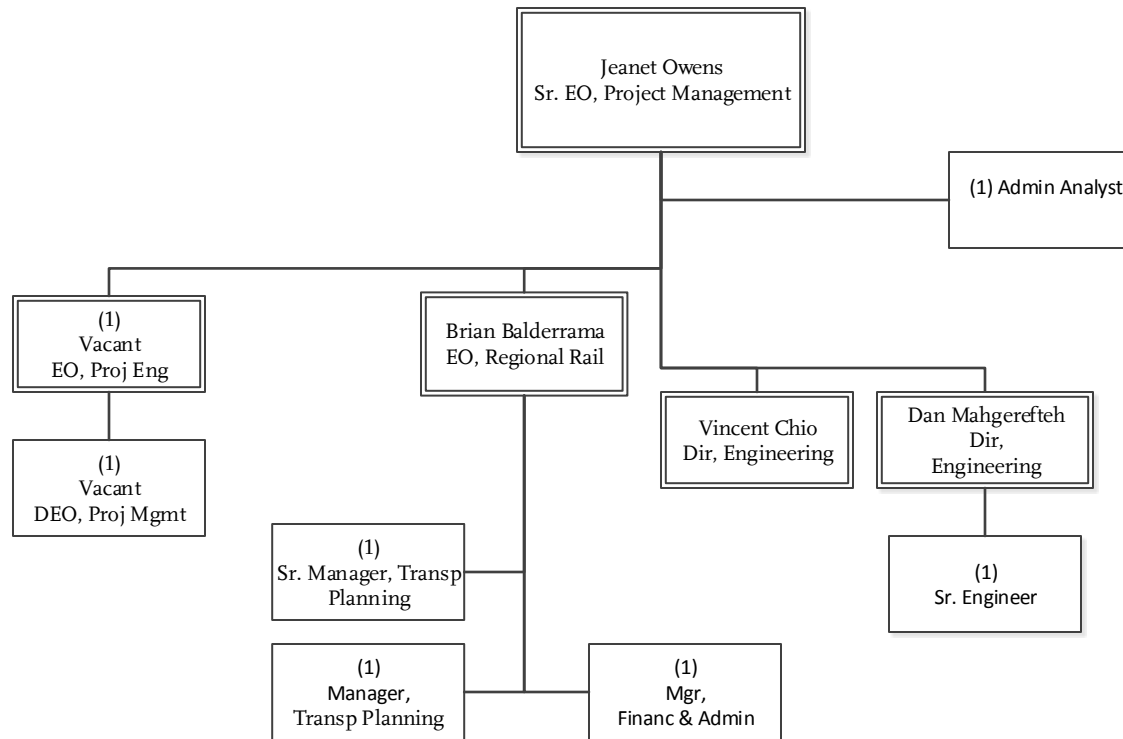 Jeanet Owens
Sr. EO, Project Management
(1) Admin Analyst
(1)
Vacant
EO, Proj Eng
Brian Balderrama
EO, Regional Rail
Vincent Chio
Dir, Engineering
Dan Mahgerefteh
Dir,
Engineering
(1)
Vacant
DEO, Proj Mgmt
(1)
Sr. Manager, Transp
Planning
(1)
Sr. Engineer
(1)
Manager,
Transp Planning
(1)
Mgr,
Financ & Admin